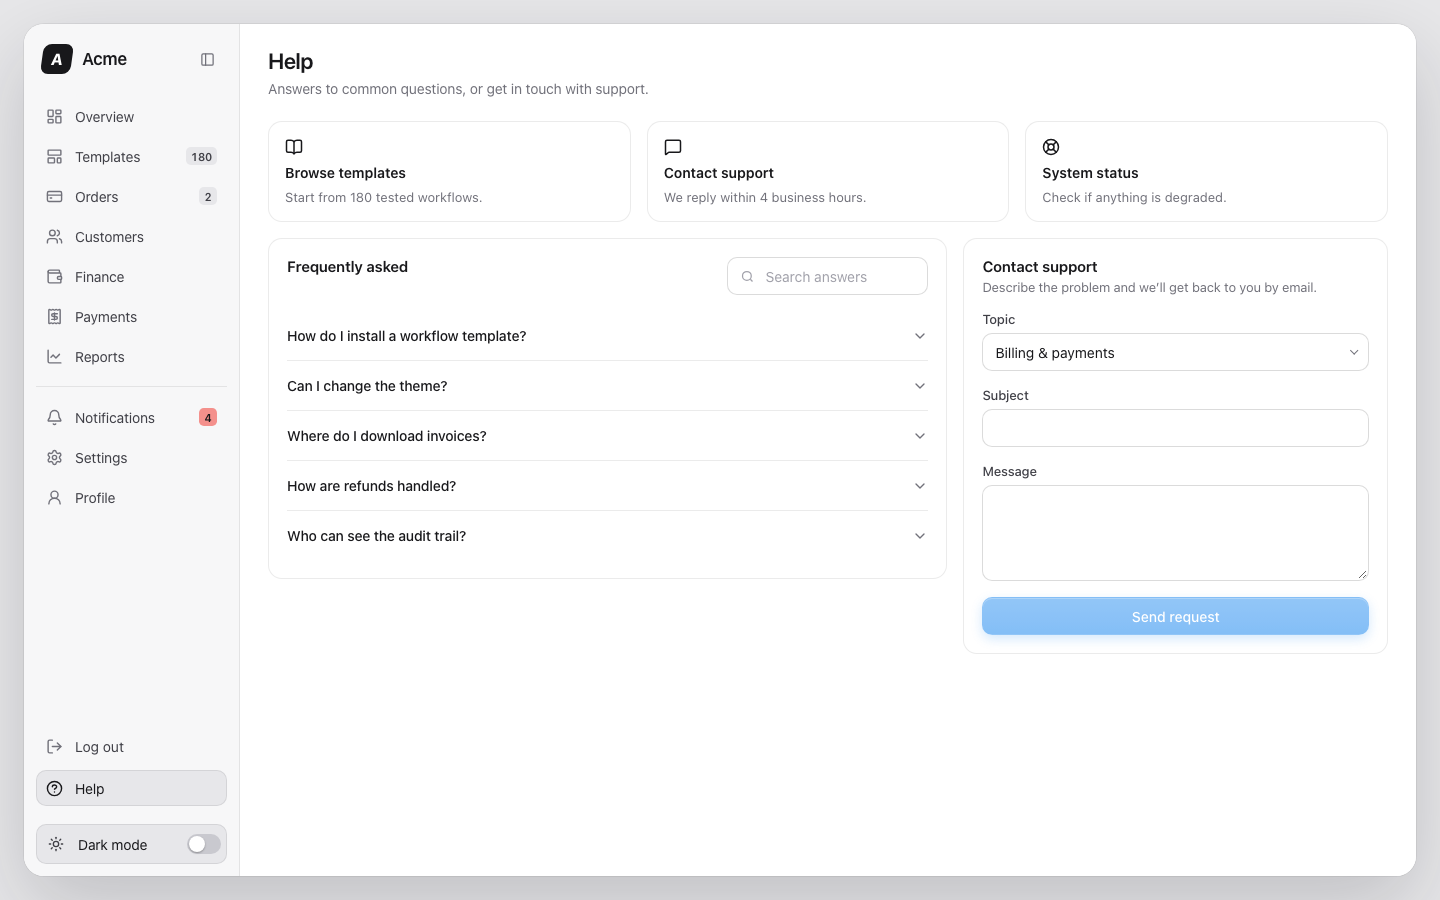 A Acme
Overview
Templates 180
Orders 2
Customers
Finance
Payments
Reports
Notifications 4
Settings
Profile
Log out
Help
Dark mode
Help
Answers to common questions, or get in touch with support.
Browse templates
Start from 180 tested workflows.
Contact support
We reply within 4 business hours.
System status
Check if anything is degraded.
Frequently asked
Search answers
How do I install a workflow template?
Can I change the theme?
Where do I download invoices?
How are refunds handled?
Who can see the audit trail?
Contact support
Describe the problem and we’ll get back to you by email.
Topic
Billing & payments
Subject
Message
Send request